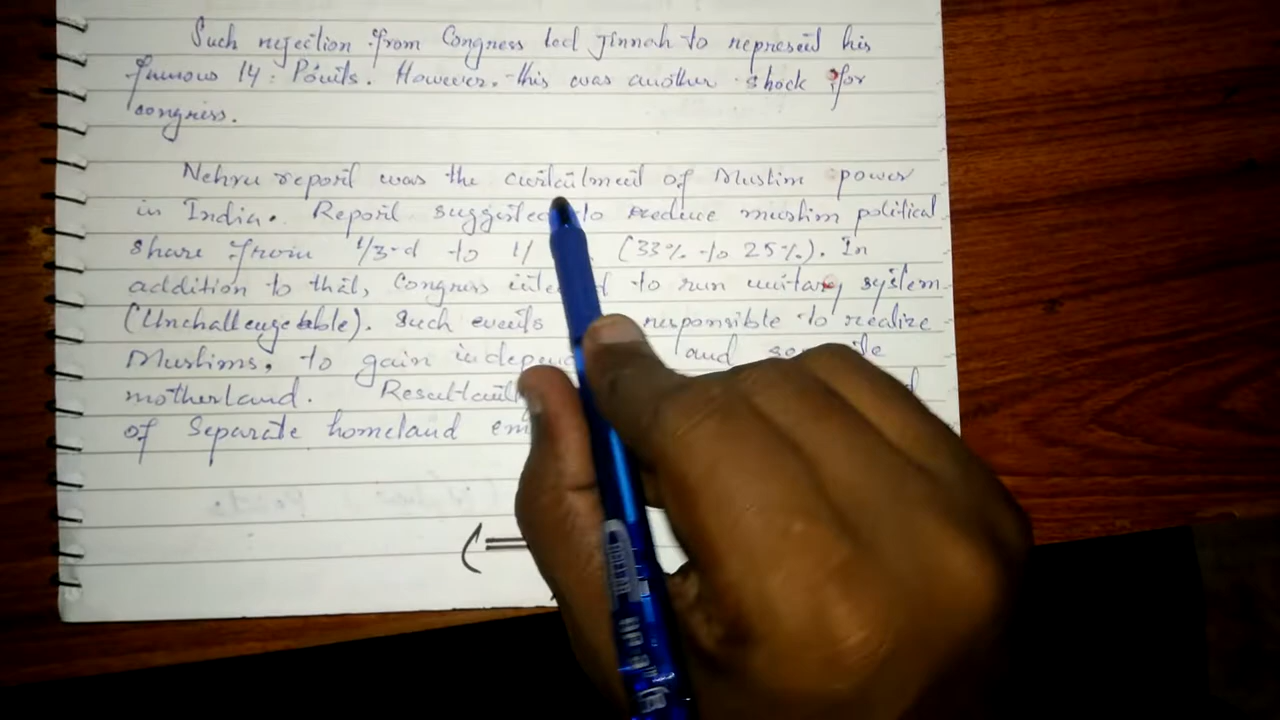 Such rejection from Congress led Jinnah to represent his
famous 14 Points. However, this was another shock for
congress.
Nehru report was the curtailment of Muslim power
in India. Report suggested to reduce muslim political
share from 1/3rd to 1/ (33% to 25%). In
addition to that, Congress to run unitary system
(Unchallengeable). Such events responsible to realize
Muslims, to gain and
motherland.
of Separate homeland